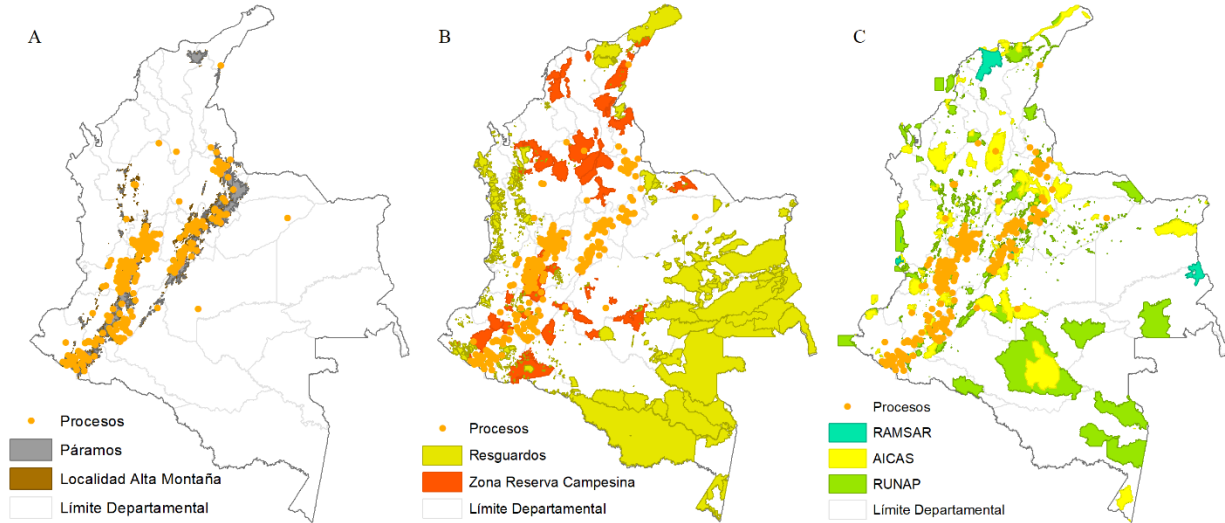 A
Procesos
Páramos
Localidad Alta Montaña
Límite Departamental
B
Procesos
Resguardos
Zona Reserva Campesina
Límite Departamental
C
Procesos
RAMSAR
AICAS
RUNAP
Límite Departamental